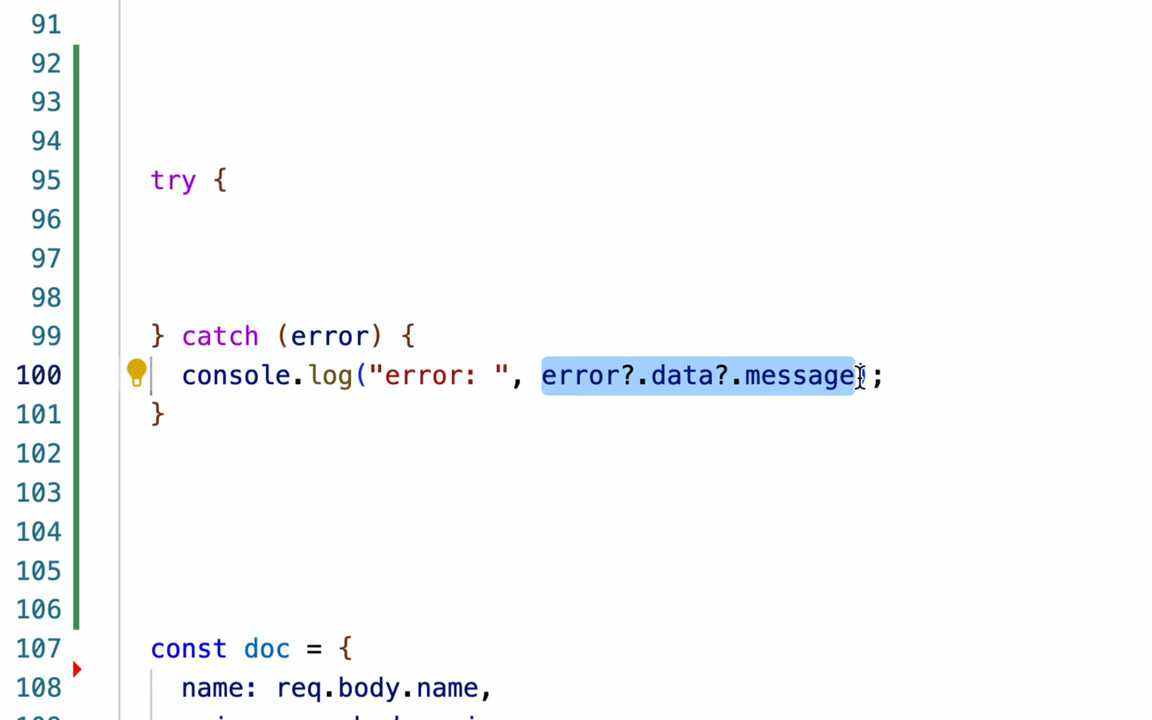 91
92
93
94
95 try {
96
97
98
99 } catch (error) {
100 console.log("error: ", error?.data?.message);
101 }
102
103
104
105
106
107 const doc = {
108 name: req.body.name,